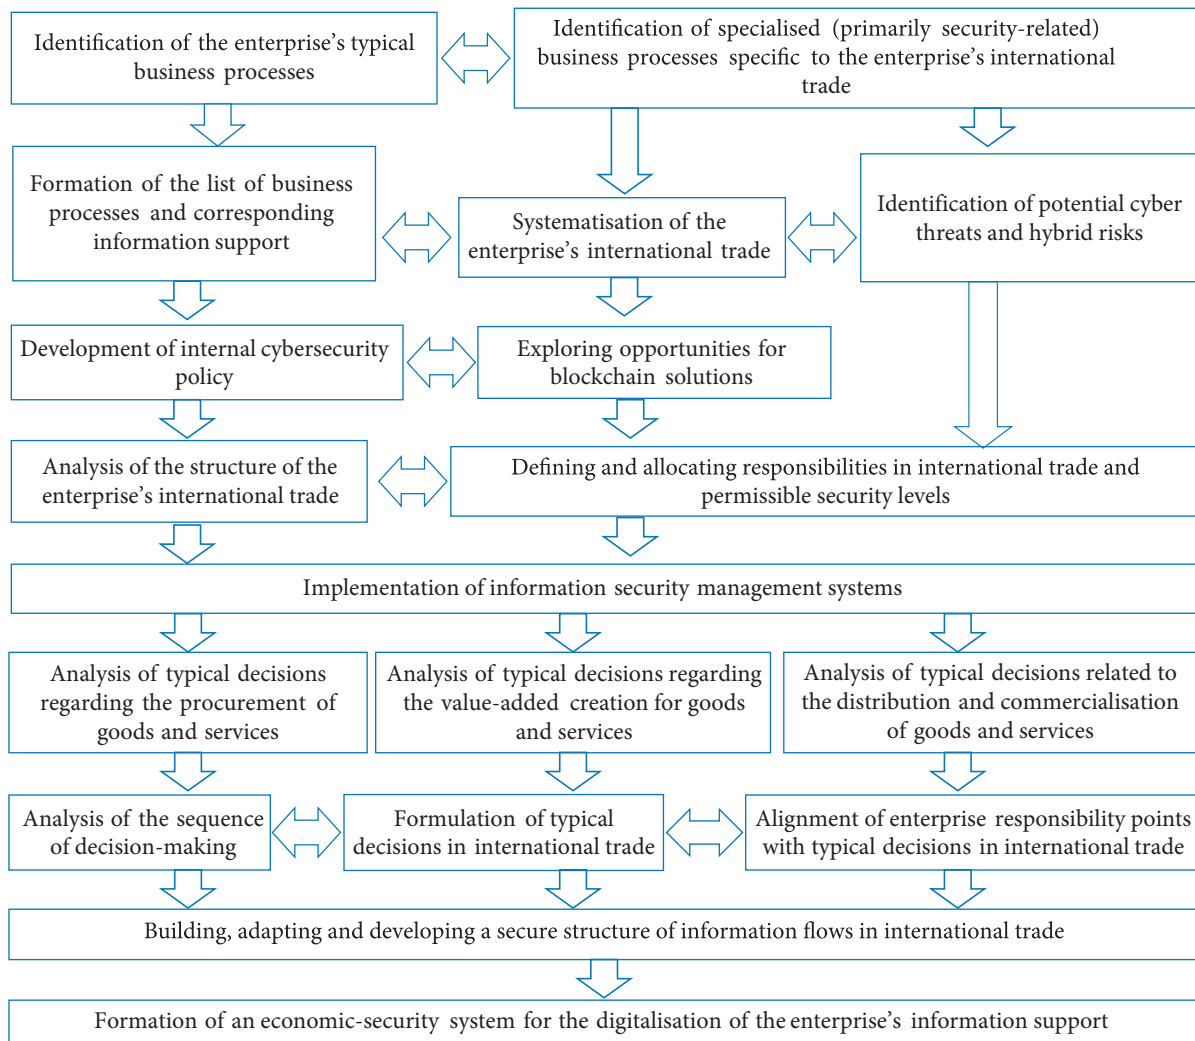 Identification of the enterprise's typical
business processes
Identification of specialised (primarily security-related)
business processes specific to the enterprise's international
trade
Formation of the list of business
processes and corresponding
information support
Systematisation of the
enterprise's international trade
Identification of potential cyber
threats and hybrid risks
Development of internal cybersecurity
policy
Exploring opportunities for
blockchain solutions
Analysis of the structure of the
enterprise's international trade
Defining and allocating responsibilities in international trade and
permissible security levels
Implementation of information security management systems
Analysis of typical decisions
regarding the procurement of
goods and services
Analysis of typical decisions regarding
the value-added creation for goods
and services
Analysis of typical decisions related to
the distribution and commercialisation
of goods and services
Analysis of the sequence
of decision-making
Formulation of typical
decisions in international trade
Alignment of enterprise responsibility points
with typical decisions in international trade
Building, adapting and developing a secure structure of information flows in international trade
Formation of an economic-security system for the digitalisation of the enterprise's information support